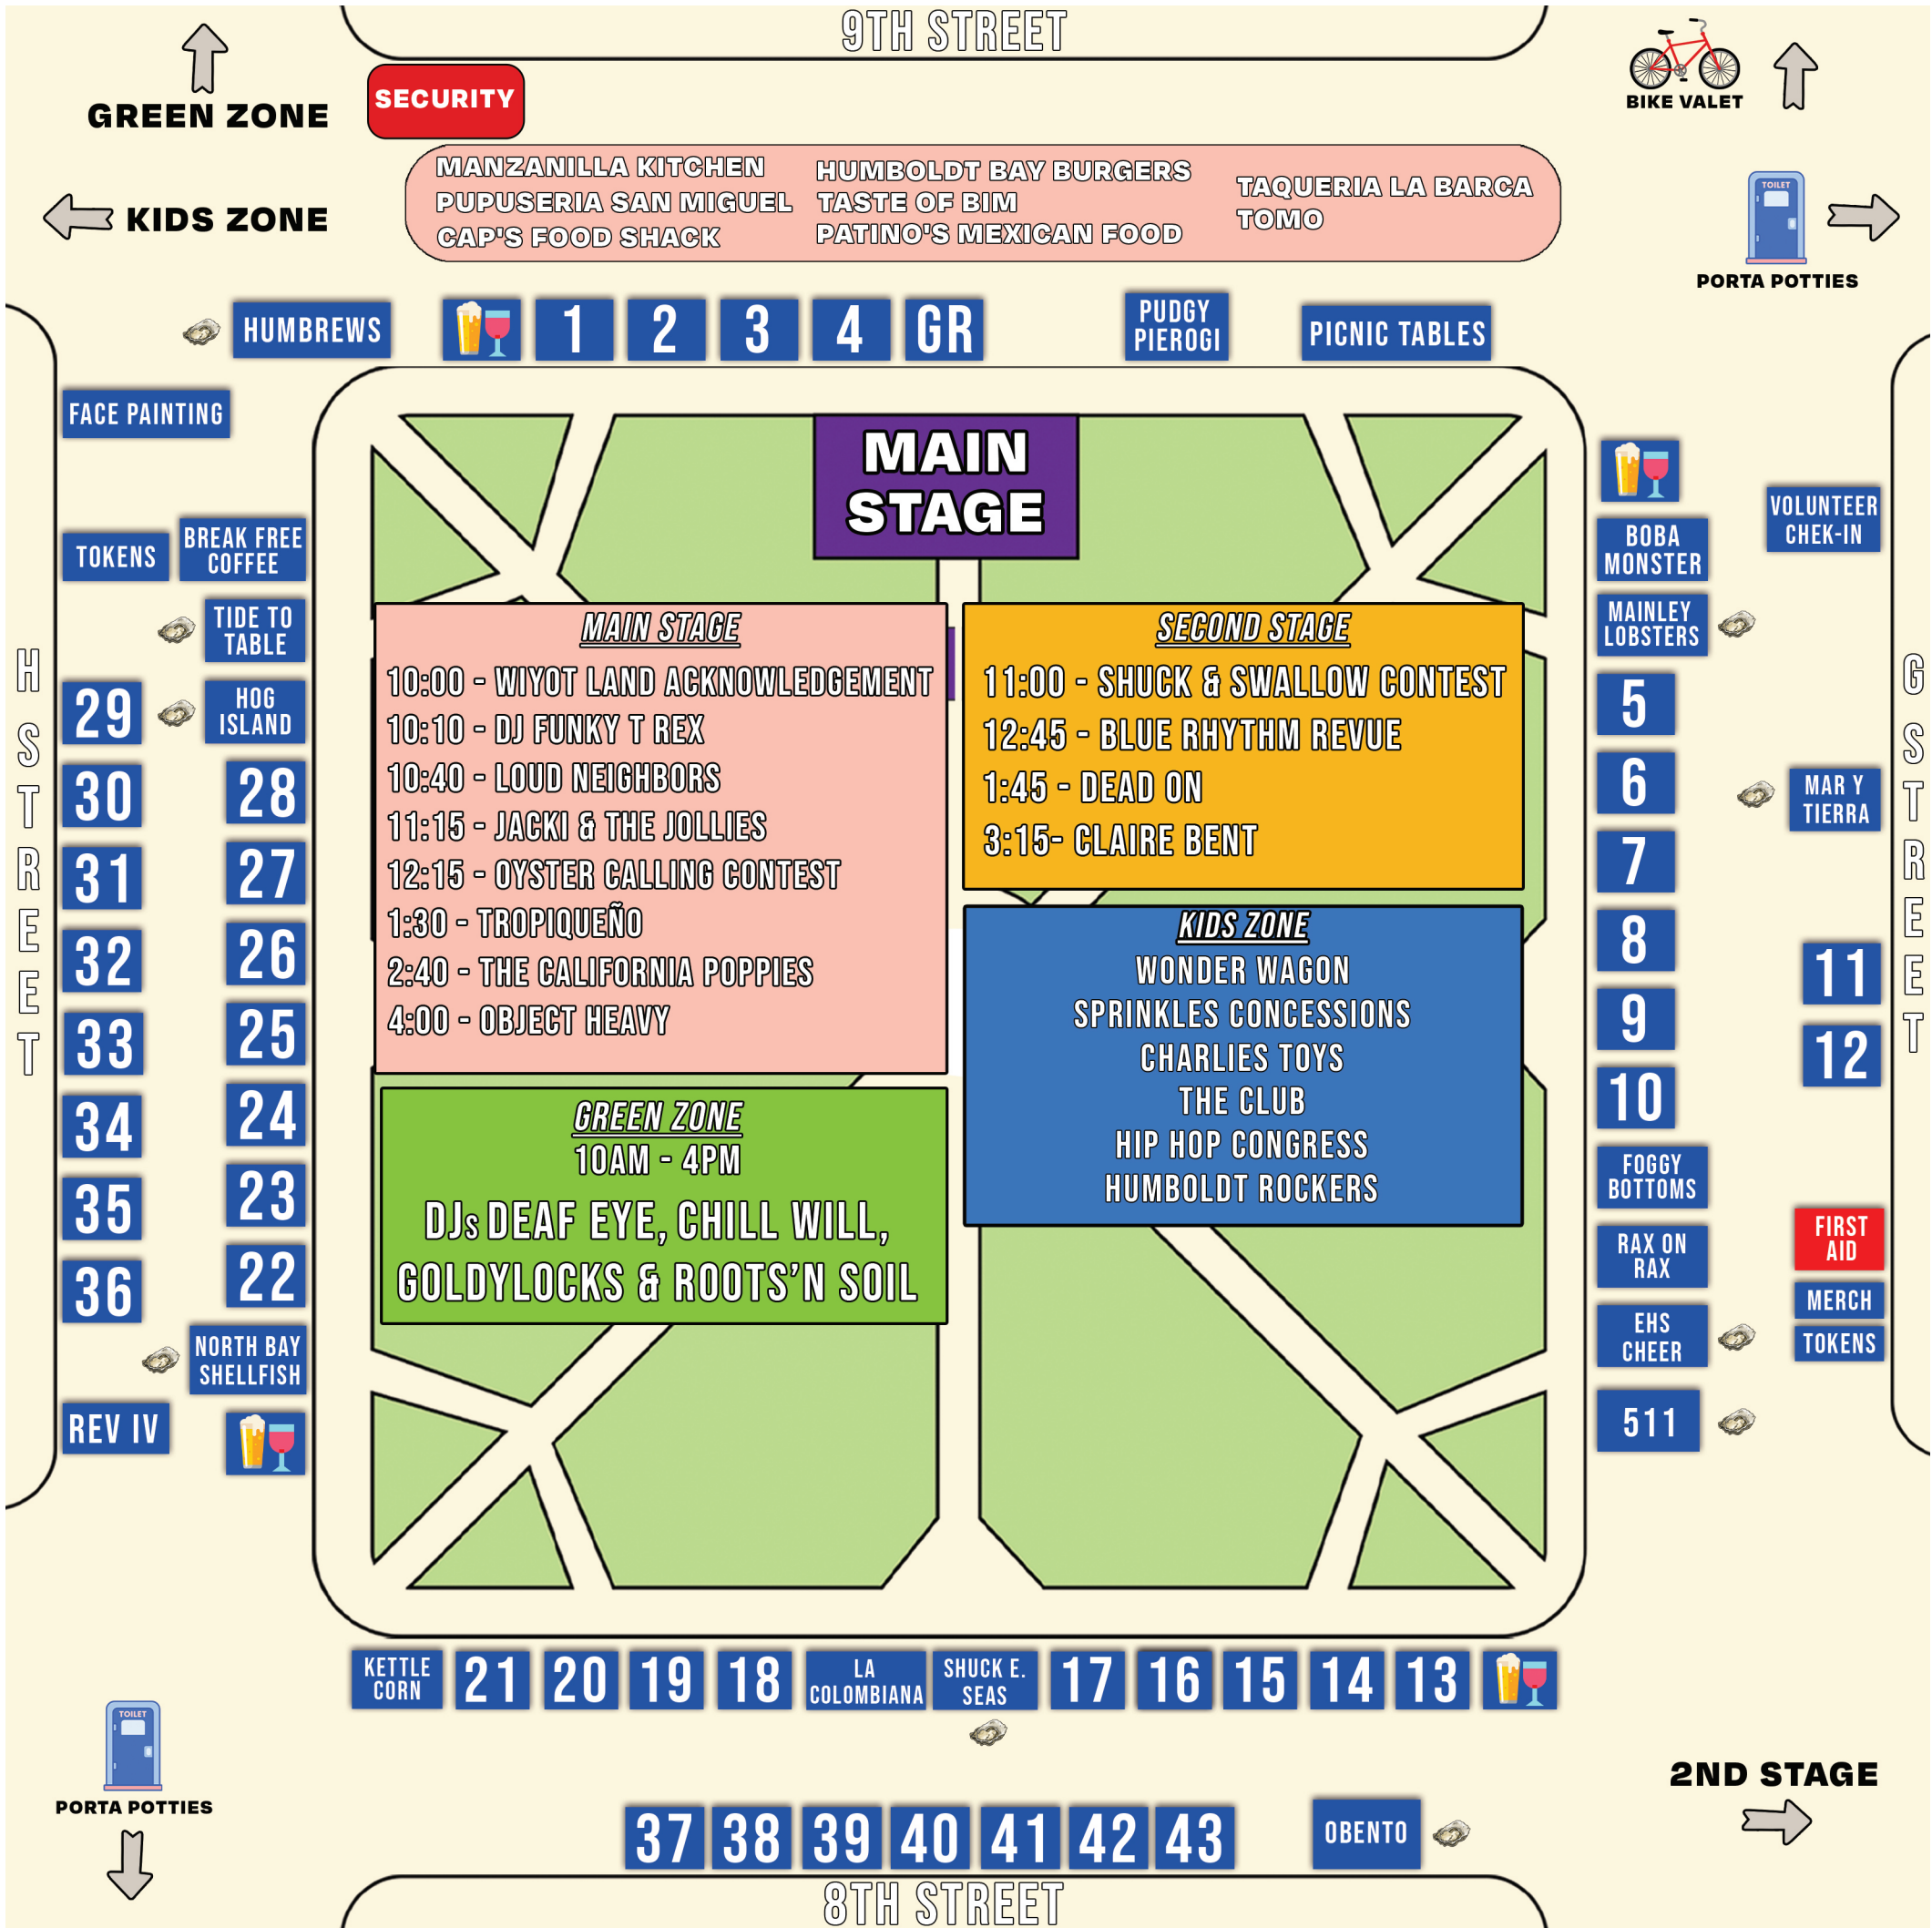 9TH STREET
GREEN ZONE
SECURITY
BIKE VALET
KIDS ZONE
MANZANILLA KITCHEN
PUPUSERIA SAN MIGUEL
CAP'S FOOD SHACK
HUMBOLDT BAY BURGERS
TASTE OF BIM
PATINO'S MEXICAN FOOD
TAQUERIA LA BARCA
TOMO
TOILET
PORTA POTTIES
HUMBREWS
1
2
3
4
GR
PUDGY
PIEROGI
PICNIC TABLES
FACE PAINTING
TOKENS
BREAK FREE
COFFEE
TIDE TO
TABLE
HOG
ISLAND
H STREET
29
30
31
32
33
34
35
36
28
27
26
25
24
23
22
NORTH BAY
SHELLFISH
REV IV
MAIN
STAGE
MAIN STAGE
10:00 - WIYOT LAND ACKNOWLEDGEMENT
10:10 - DJ FUNKY T REX
10:40 - LOUD NEIGHBORS
11:15 - JACKI & THE JOLLIES
12:15 - OYSTER CALLING CONTEST
1:30 - TROPIQUEÑO
2:40 - THE CALIFORNIA POPPIES
4:00 - OBJECT HEAVY
SECOND STAGE
11:00 - SHUCK & SWALLOW CONTEST
12:45 - BLUE RHYTHM REVUE
1:45 - DEAD ON
3:15- CLAIRE BENT
KIDS ZONE
WONDER WAGON
SPRINKLES CONCESSIONS
CHARLIES TOYS
THE CLUB
HIP HOP CONGRESS
HUMBOLDT ROCKERS
GREEN ZONE
10AM - 4PM
DJs DEAF EYE, CHILL WILL,
GOLDYLOCKS & ROOTS'N SOIL
BOBA
MONSTER
MAINLEY
LOBSTERS
5
6
7
8
9
10
FOGGY
BOTTOMS
RAX ON
RAX
EHS
CHEER
511
VOLUNTEER
CHEK-IN
MAR Y
TIERRA
11
12
FIRST
AID
MERCH
TOKENS
G STREET
KETTLE
CORN
21
20
19
18
LA
COLOMBIANA
SHUCK E.
SEAS
17
16
15
14
13
TOILET
PORTA POTTIES
2ND STAGE
37
38
39
40
41
42
43
OBENTO
8TH STREET